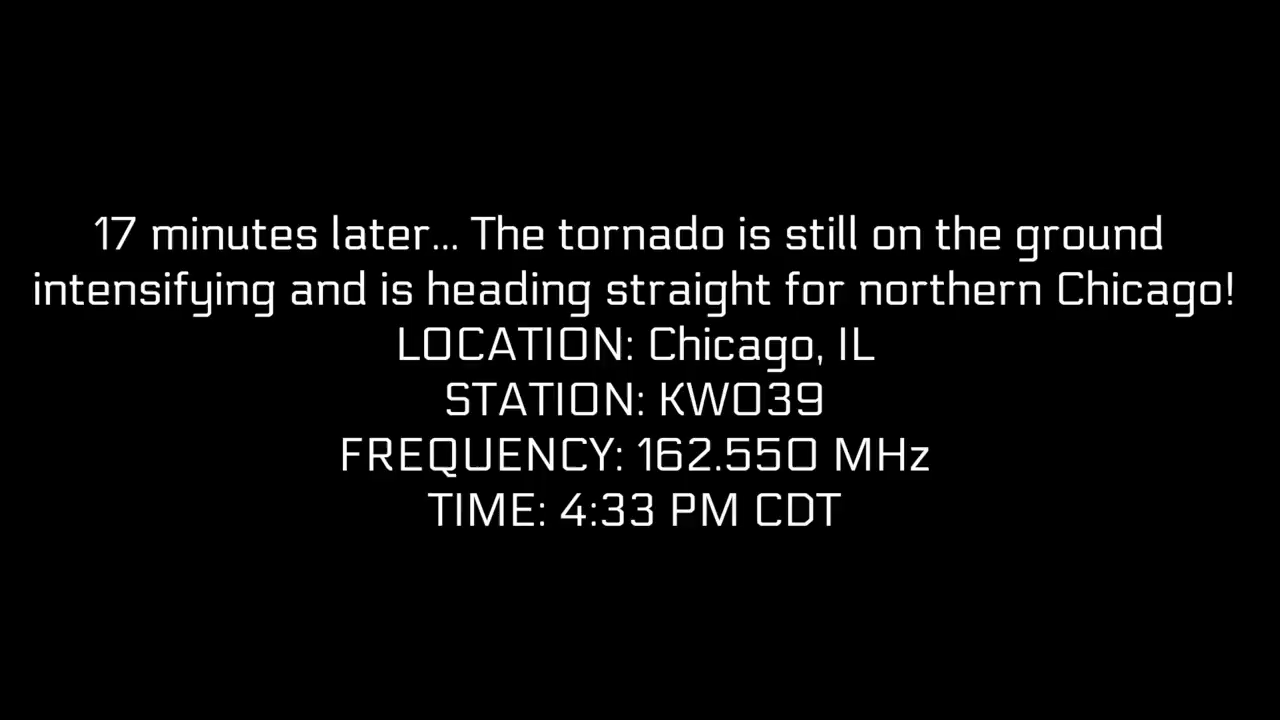 17 minutes later... The tornado is still on the ground
intensifying and is heading straight for northern Chicago!
LOCATION: Chicago, IL
STATION: KWO39
FREQUENCY: 162.550 MHz
TIME: 4:33 PM CDT